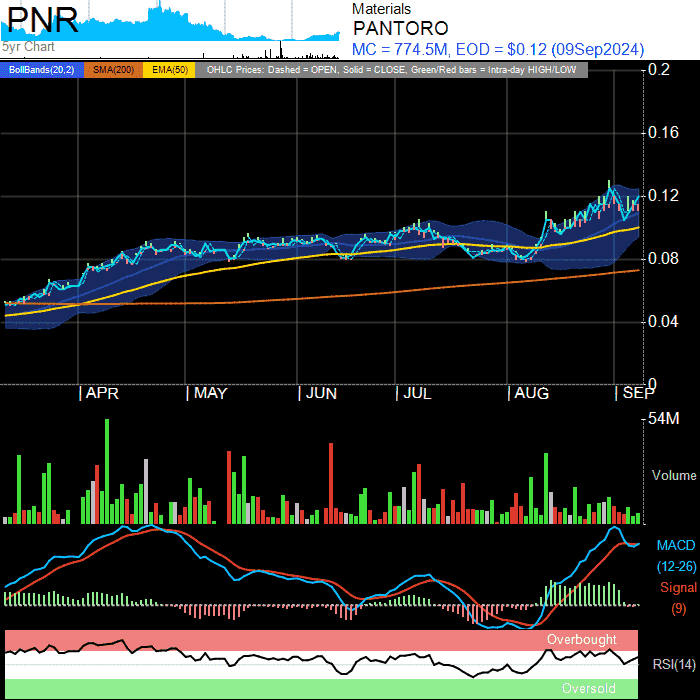 PNR
5yr Chart
Materials
PANTORO
MC = 774.5M, EOD = $0.12 (09Sep2024)
BollBands(20,2) SMA(200) EMA(50) OHLC Prices: Dashed = OPEN, Solid = CLOSE, Green/Red bars = Intra-day HIGH/LOW
0.2
0.16
0.12
0.08
0.04
0
APR MAY JUN JUL AUG SEP
54M
Volume
MACD
(12-26)
Signal
(9)
Overbought
RSI(14)
Oversold